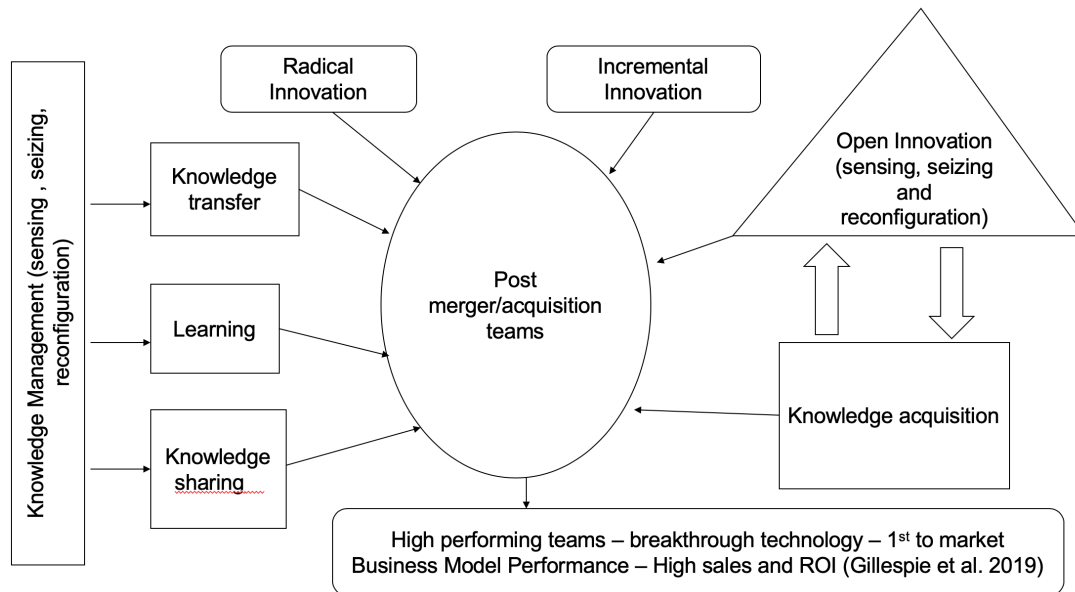 Knowledge Management (sensing , seizing,
reconfiguration)
Radical
Innovation
Incremental
Innovation
Open Innovation
(sensing, seizing
and
reconfiguration)
Knowledge
transfer
Learning
Knowledge
sharing
Post
merger/acquisition
teams
Knowledge acquisition
High performing teams – breakthrough technology – 1st to market
Business Model Performance – High sales and ROI (Gillespie et al. 2019)